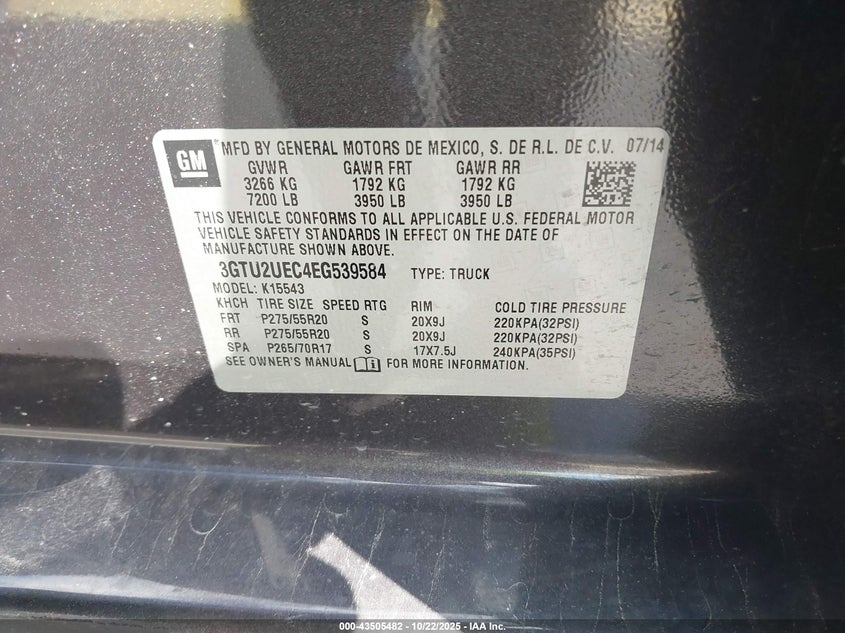 GM
MFD BY GENERAL MOTORS DE MEXICO, S. DE R.L. DE C.V. 07/14
GVWR GAWR FRT GAWR RR
3266 KG 1792 KG 1792 KG
7200 LB 3950 LB 3950 LB
THIS VEHICLE CONFORMS TO ALL APPLICABLE U.S. FEDERAL MOTOR
VEHICLE SAFETY STANDARDS IN EFFECT ON THE DATE OF
MANUFACTURE SHOWN ABOVE.
3GTU2UEC4EG539584 TYPE: TRUCK
MODEL: K15543
KHCH TIRE SIZE SPEED RTG RIM COLD TIRE PRESSURE
FRT P275/55R20 S 20X9J 220KPA(32PSI)
RR P275/55R20 S 20X9J 220KPA(32PSI)
SPA P265/70R17 S 17X7.5J 240KPA(35PSI)
SEE OWNER'S MANUAL FOR MORE INFORMATION.
000-43505482 - 10/22/2025 - IAA Inc.